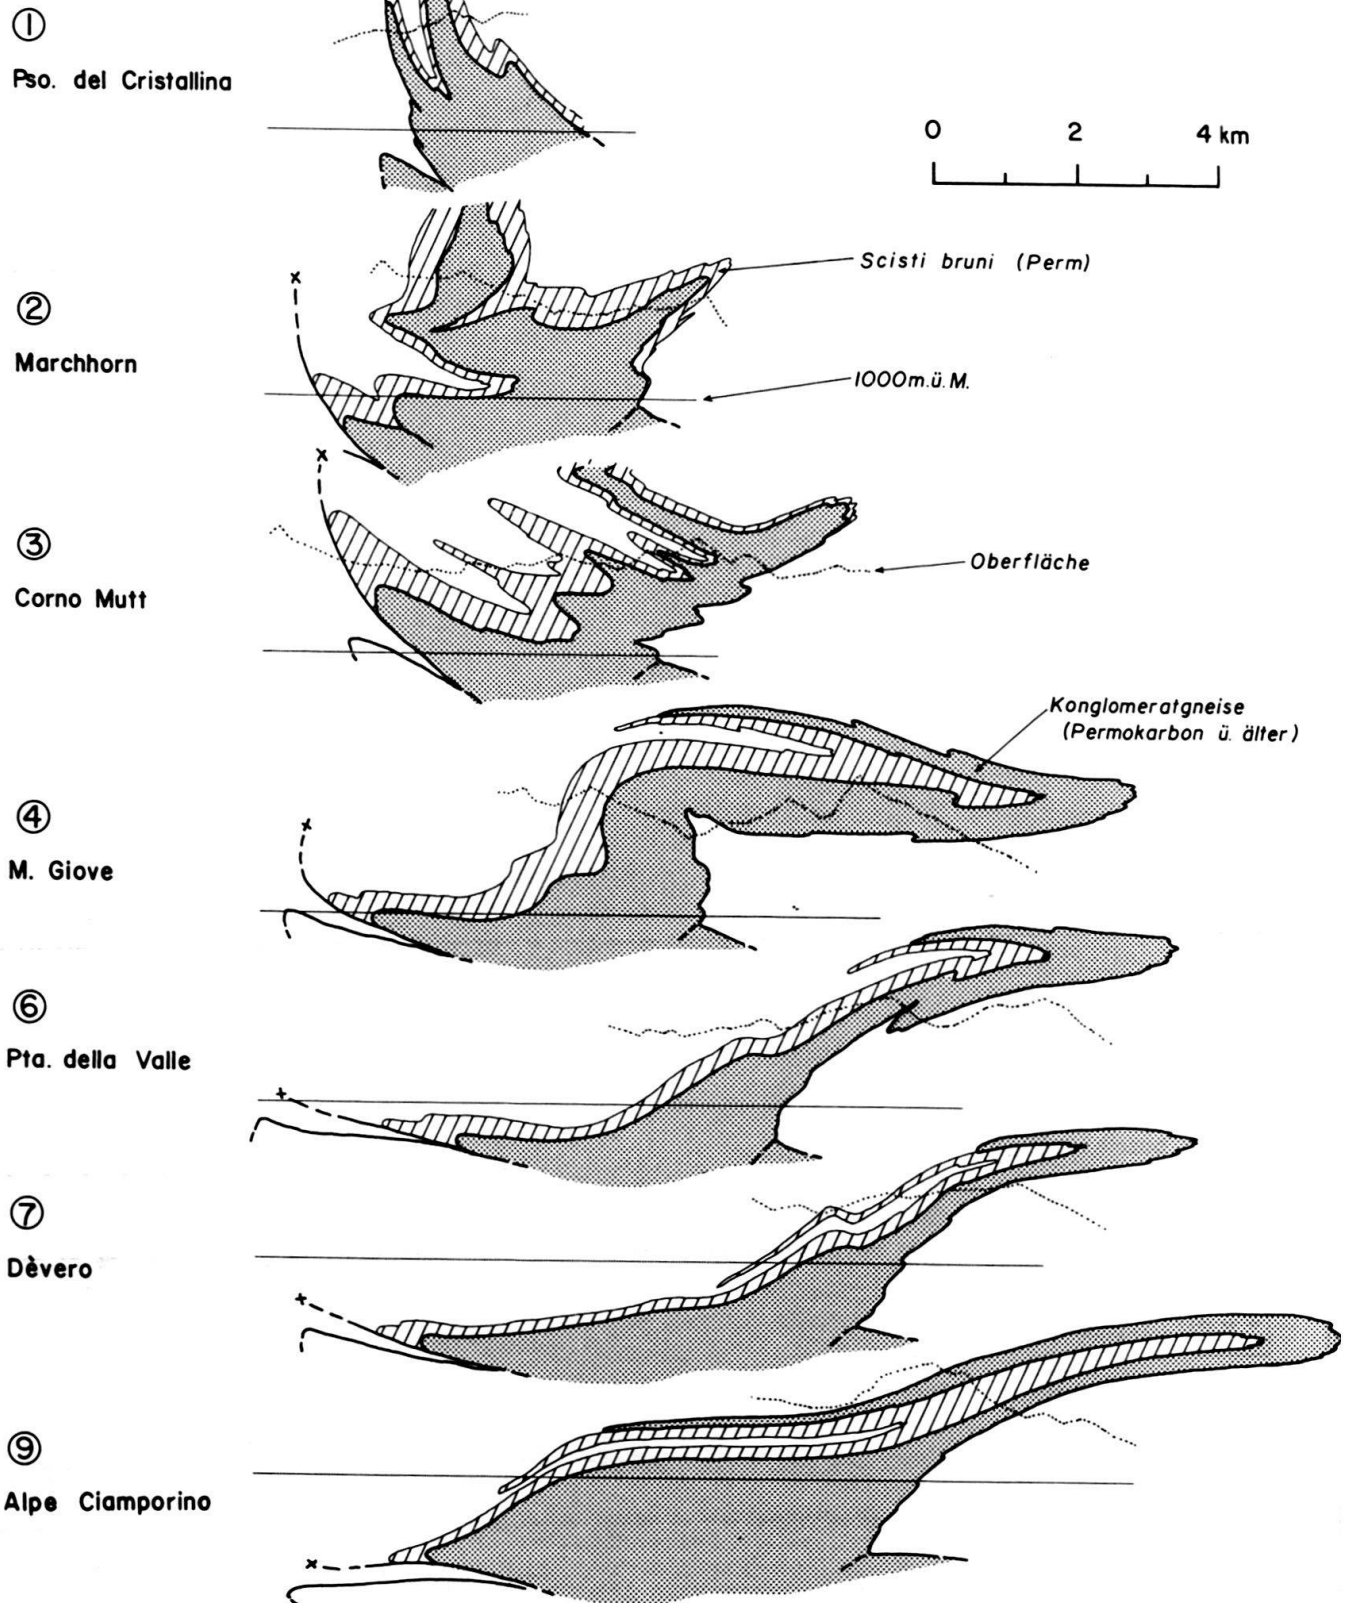 ①
Pso. del Cristallina
0 2 4 km
Scisti bruni (Perm)
②
Marchhorn
1000m.ü.M.
③
Corno Mutt
Oberfläche
Konglomeratgneise
(Permokarbon ü. älter)
④
M. Giove
⑥
Pta. della Valle
⑦
Dèvero
⑨
Alpe Ciamporino